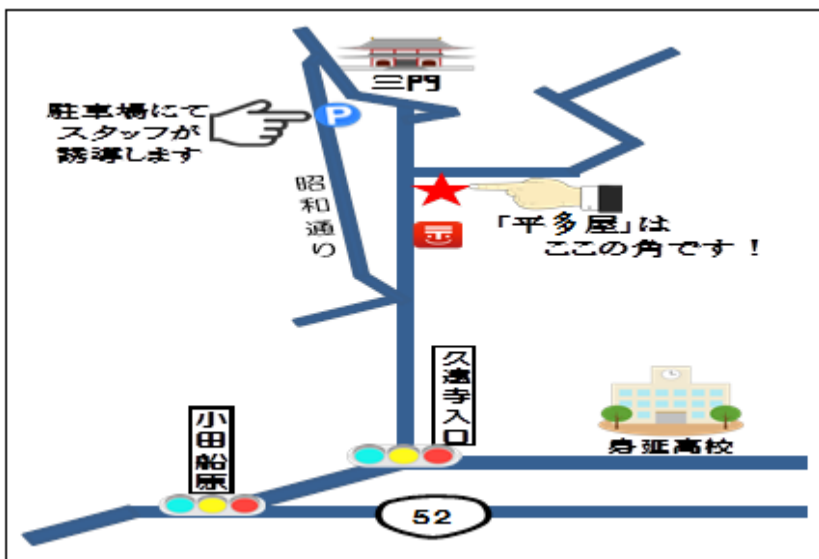 三門
駐車場にて
スタッフが
誘導します
P
昭和通り
「平多屋」は
ここの角です！
久遠寺入口
身延高校
小田船原
52